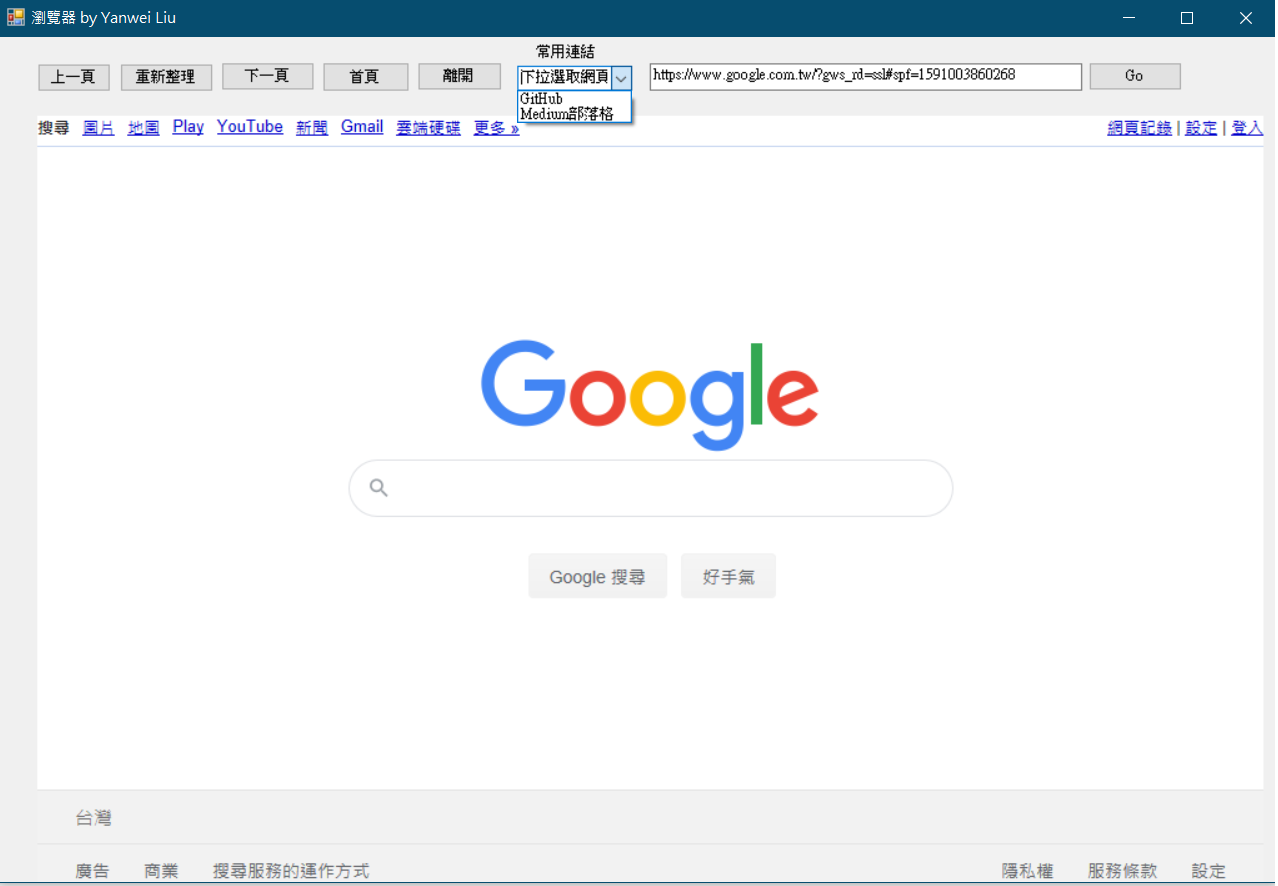 瀏覽器 by Yanwei Liu
常用連結
上一頁 重新整理 下一頁 首頁 離開 下拉選取網頁 https://www.google.com.tw/?gws_rd=ssl#spf=1591003860268 Go
GitHub
Medium部落格
搜尋 圖片 地圖 Play YouTube 新聞 Gmail 雲端硬碟 更多 » 網頁記錄 | 設定 | 登入
Google
Google 搜尋 好手氣
台灣
廣告 商業 搜尋服務的運作方式 隱私權 服務條款 設定